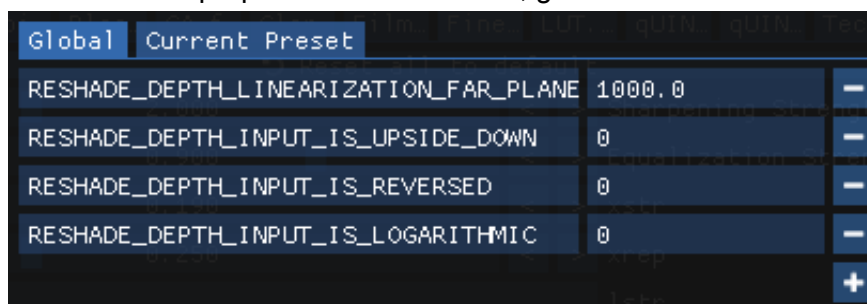 Global Current Preset
RESHADE_DEPTH_LINEARIZATION_FAR_PLANE 1000.0
RESHADE_DEPTH_INPUT_IS_UPSIDE_DOWN 0
RESHADE_DEPTH_INPUT_IS_REVERSED 0
RESHADE_DEPTH_INPUT_IS_LOGARITHMIC 0